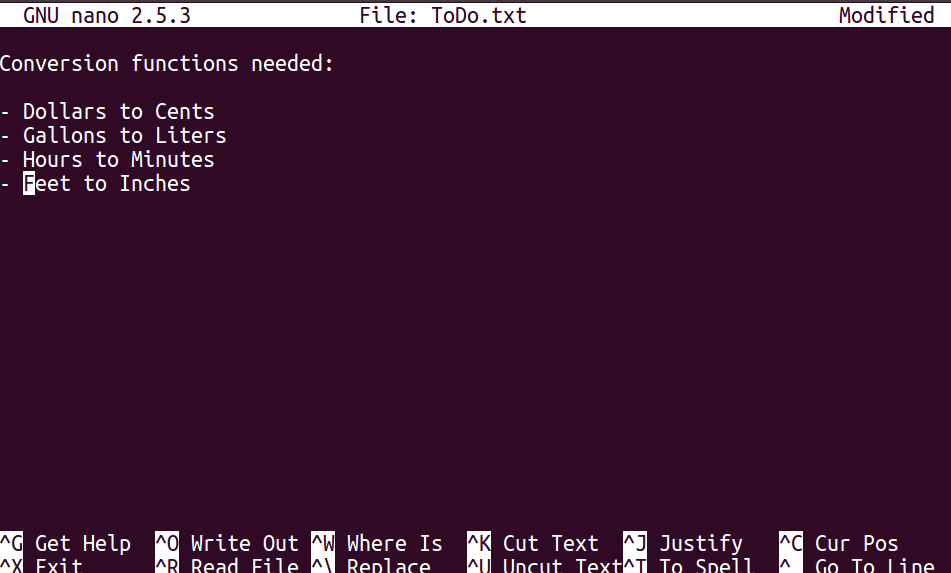 GNU nano 2.5.3 File: ToDo.txt Modified
Conversion functions needed:
- Dollars to Cents
- Gallons to Liters
- Hours to Minutes
- Feet to Inches
^G Get Help ^O Write Out ^W Where Is ^K Cut Text ^J Justify ^C Cur Pos
^X Exit ^R Read File ^\ Replace ^U Uncut Text ^T To Spell ^_ Go To Line